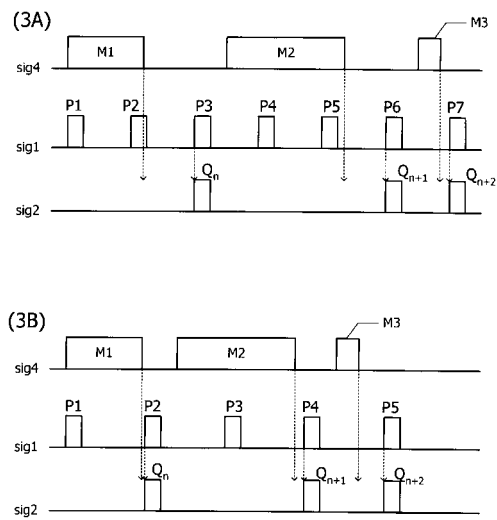 (3A)
M3
M1 M2
sig4
P1 P2 P3 P4 P5 P6 P7
sig1
Qn Qn+1 Qn+2
sig2
(3B)
M3
M1 M2
sig4
P1 P2 P3 P4 P5
sig1
Qn Qn+1 Qn+2
sig2